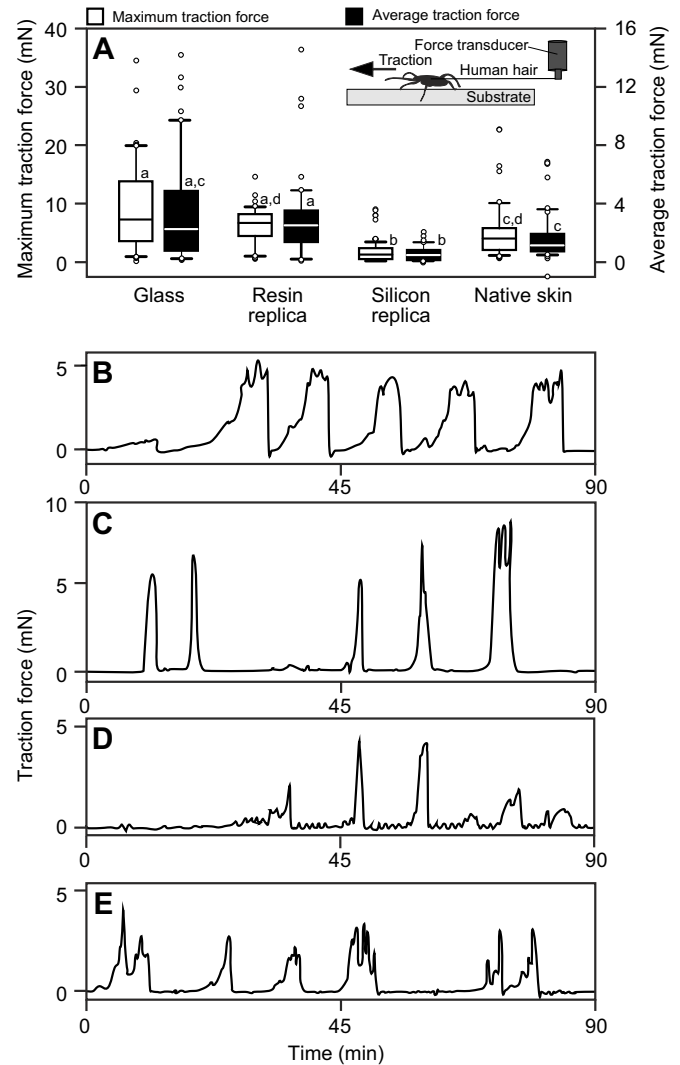 Maximum traction force Average traction force
A
Maximum traction force (mN)
40
30
20
10
0
Average traction force (mN)
16
12
8
4
0
Force transducer
Traction
Human hair
Substrate
a a,c a,d a b b c,d c
Glass Resin replica Silicon replica Native skin
Traction force (mN)
B
5
0
0 45 90
C
10
5
0
0 45 90
D
5
0
0 45 90
E
5
0
0 45 90
Time (min)